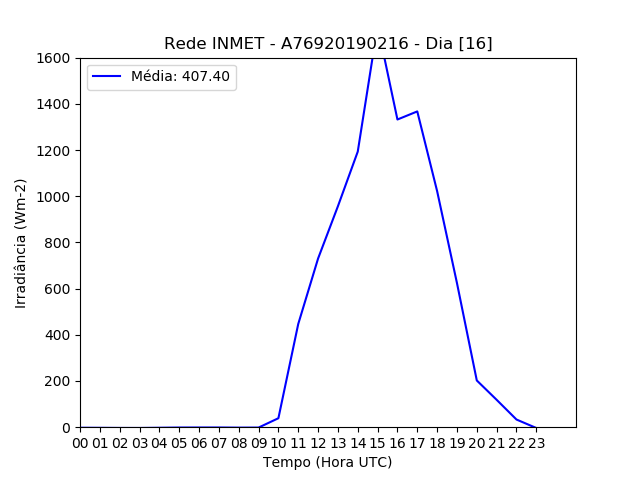 Rede INMET - A76920190216 - Dia [16]
Média: 407.40
1600
1400
1200
1000
800
600
400
200
0
Irradiância (Wm-2)
00 01 02 03 04 05 06 07 08 09 10 11 12 13 14 15 16 17 18 19 20 21 22 23
Tempo (Hora UTC)